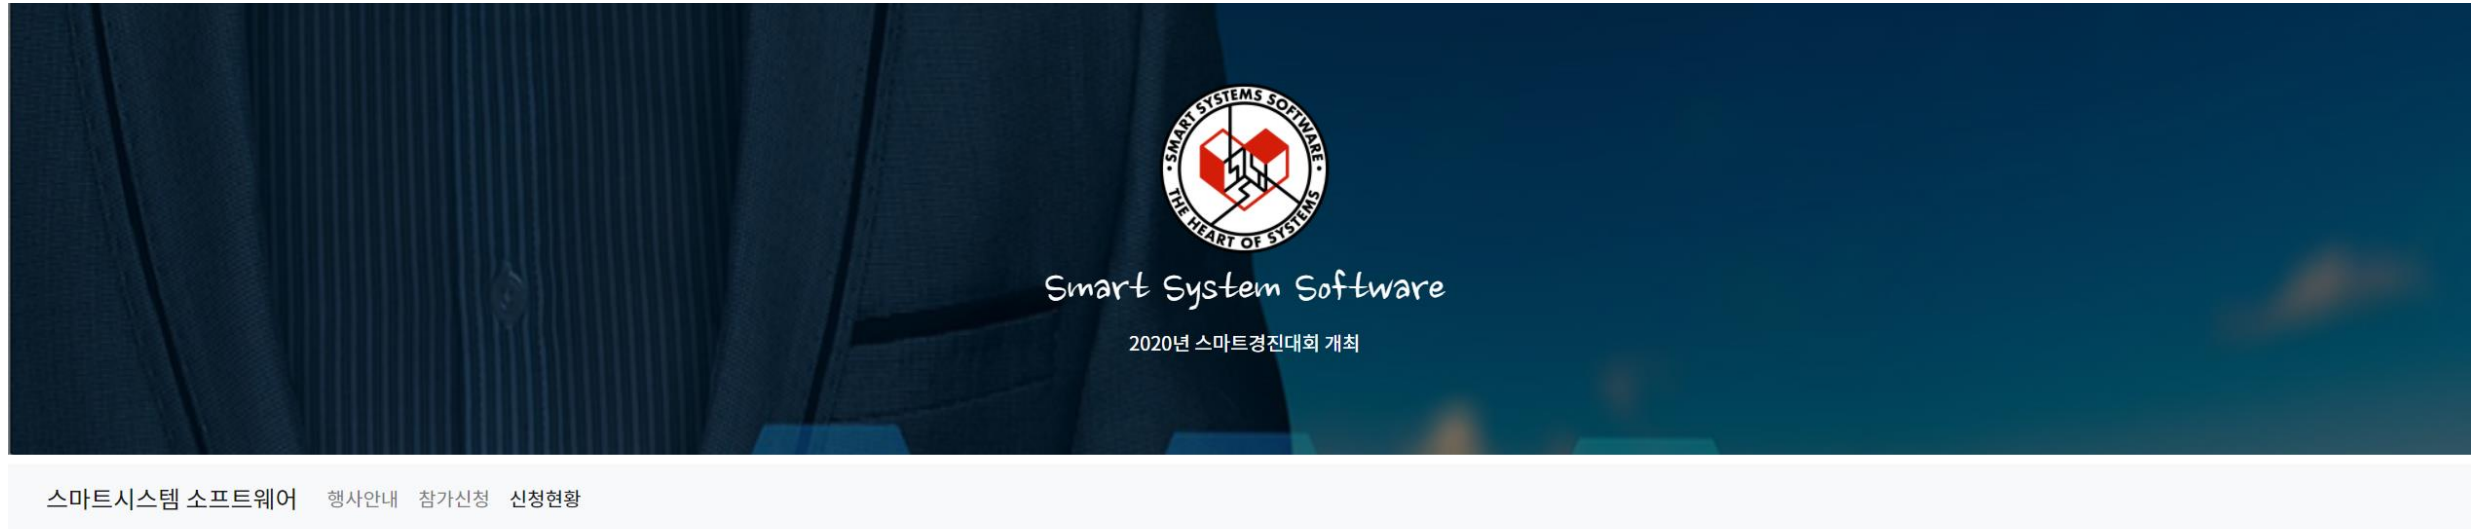 SMART SYSTEMS SOFTWARE
THE HEART OF SYSTEMS
Smart System Software
2020년 스마트경진대회 개최
스마트시스템 소프트웨어 행사안내 참가신청 신청현황